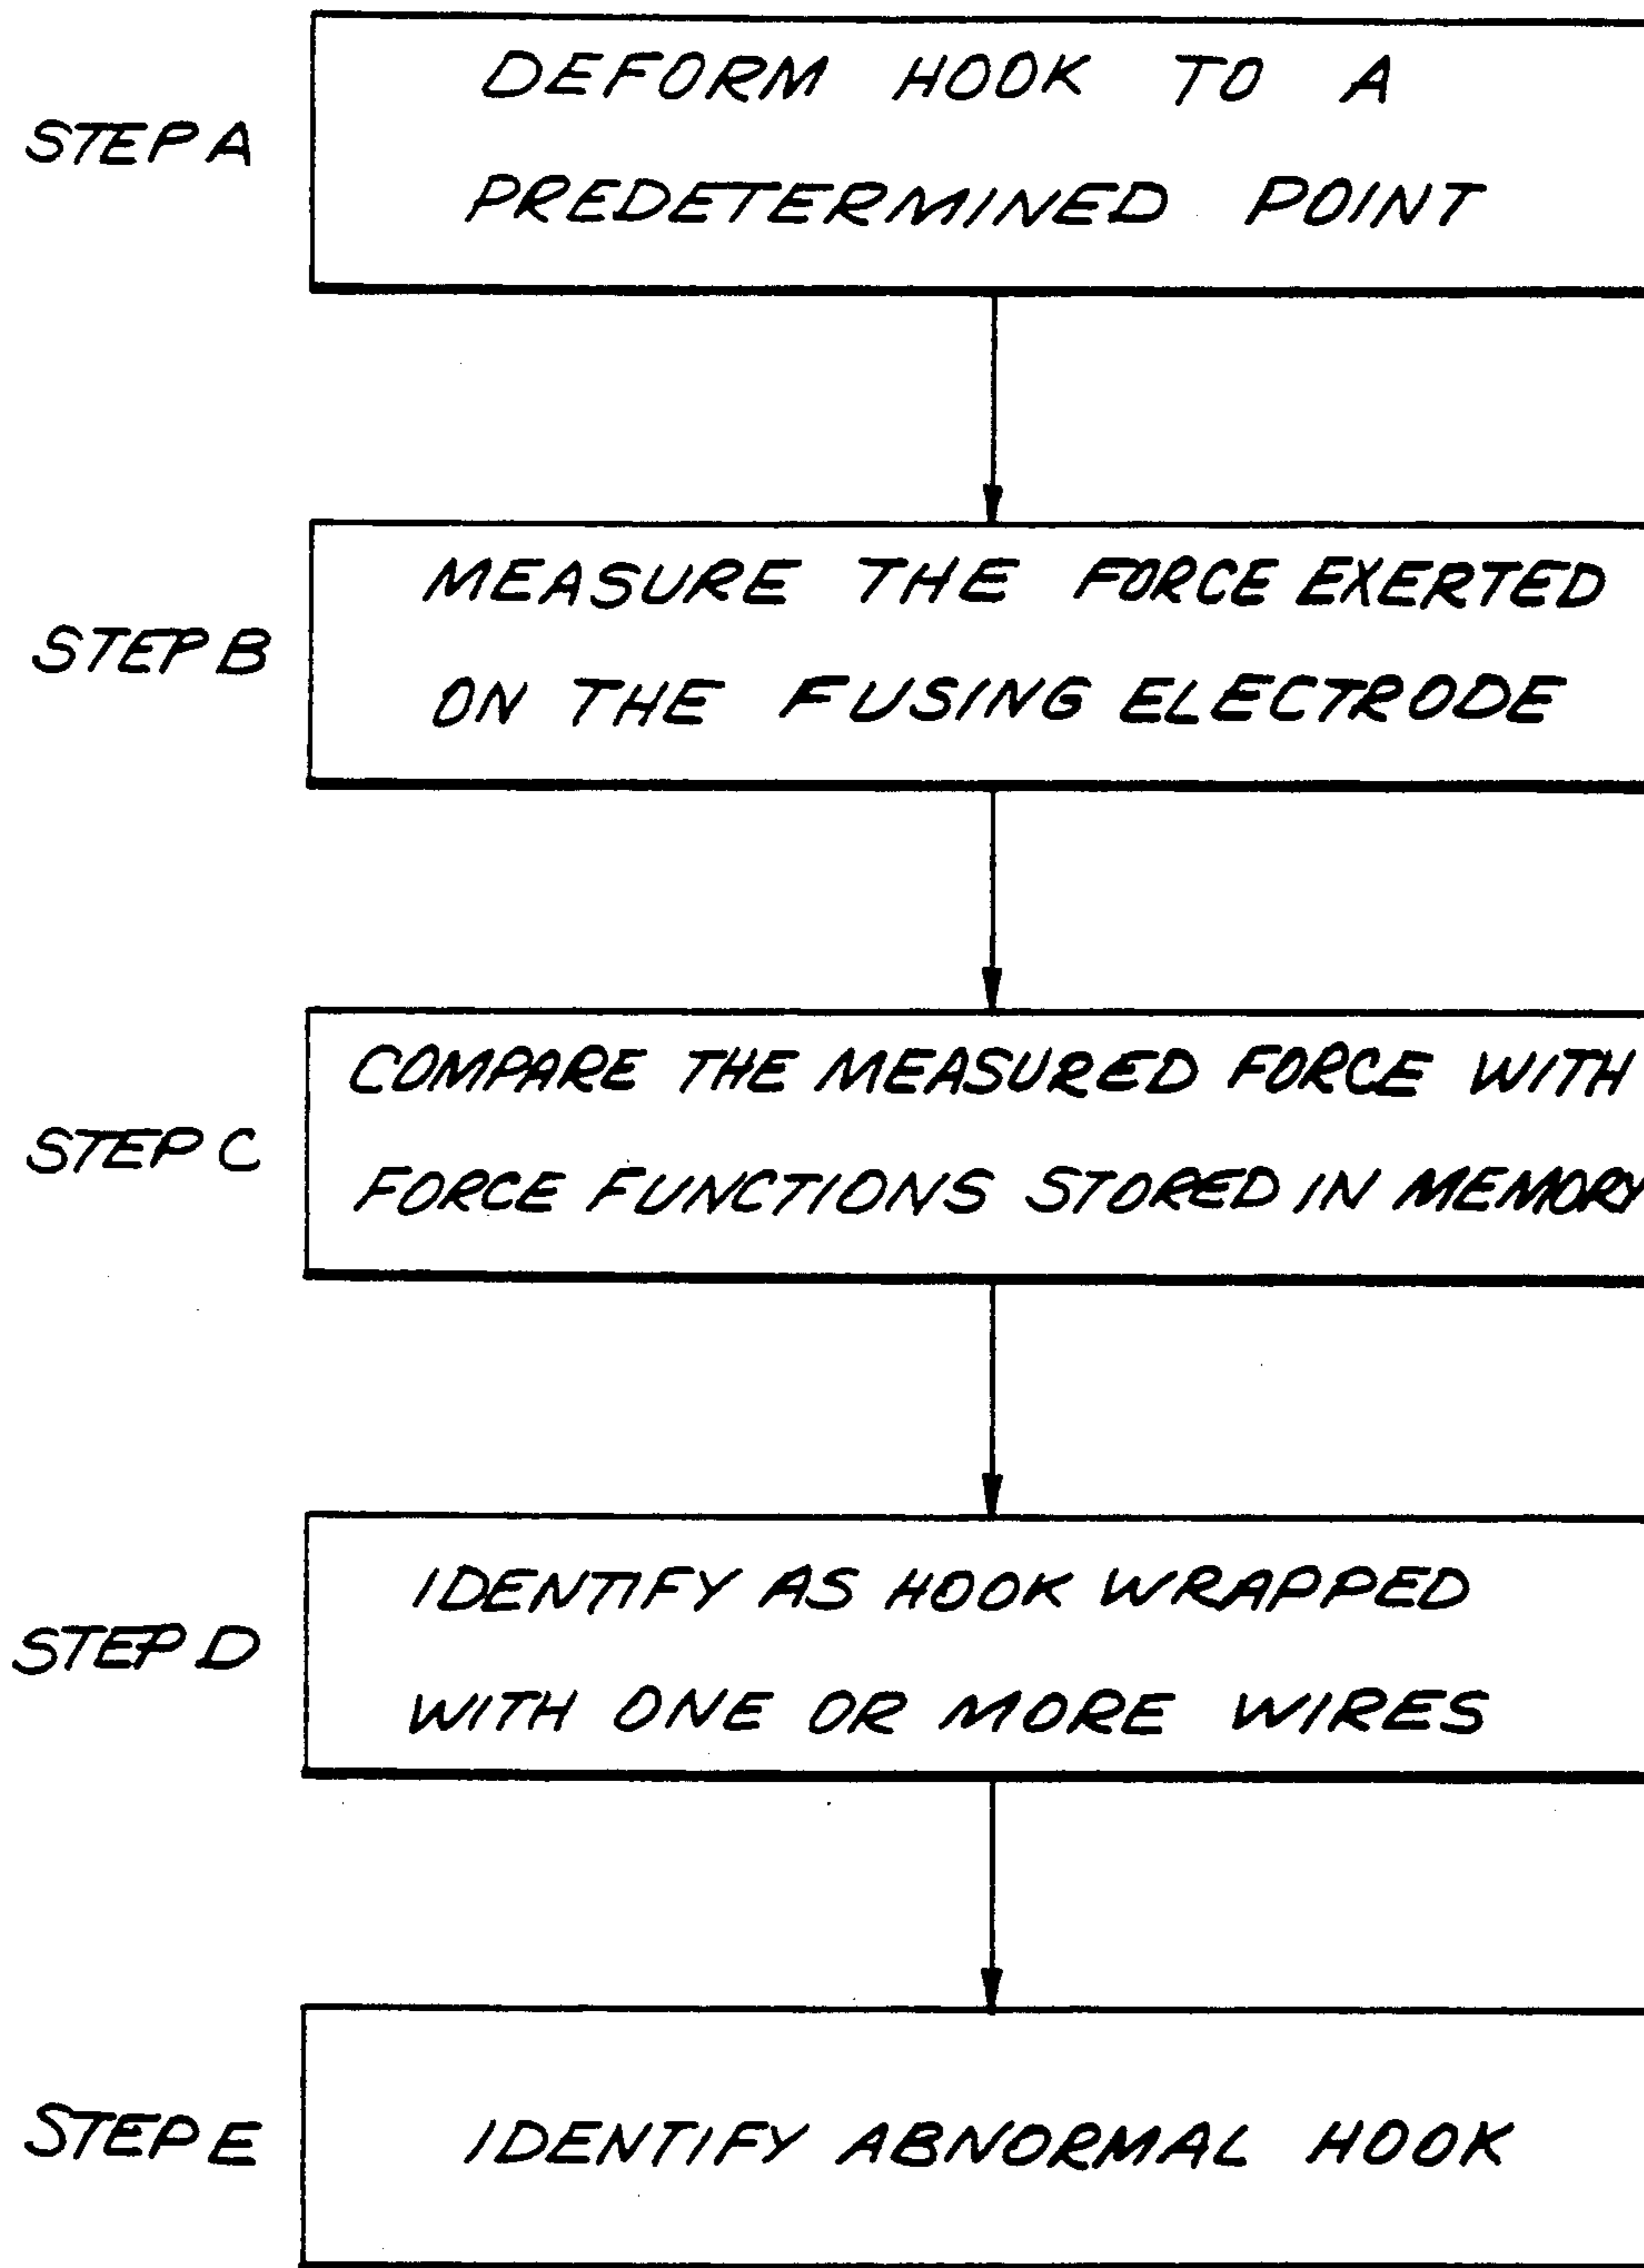 STEP A
DEFORM HOOK TO A
PREDETERMINED POINT
STEP B
MEASURE THE FORCE EXERTED
ON THE FUSING ELECTRODE
STEP C
COMPARE THE MEASURED FORCE WITH
FORCE FUNCTIONS STORED IN MEMORY
STEP D
IDENTIFY AS HOOK WRAPPED
WITH ONE OR MORE WIRES
STEP E
IDENTIFY ABNORMAL HOOK